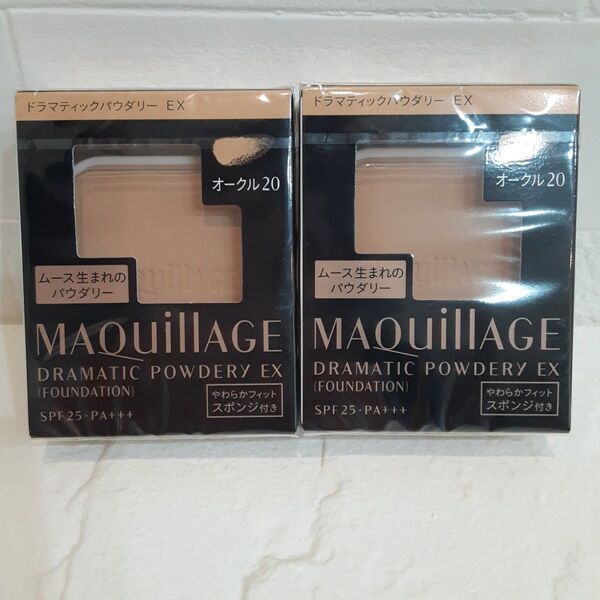 ドラマティックパウダリー EX
オークル20
ムース生まれの
パウダリー
MAQuillAGE
MAQuillAGE
DRAMATIC POWDERY EX
(FOUNDATION)
SPF25・PA+++
やわらかフィット
スポンジ付き
ドラマティックパウダリー EX
オークル20
ムース生まれの
パウダリー
MAQuillAGE
DRAMATIC POWDERY EX
(FOUNDATION)
SPF25・PA+++
やわらかフィット
スポンジ付き